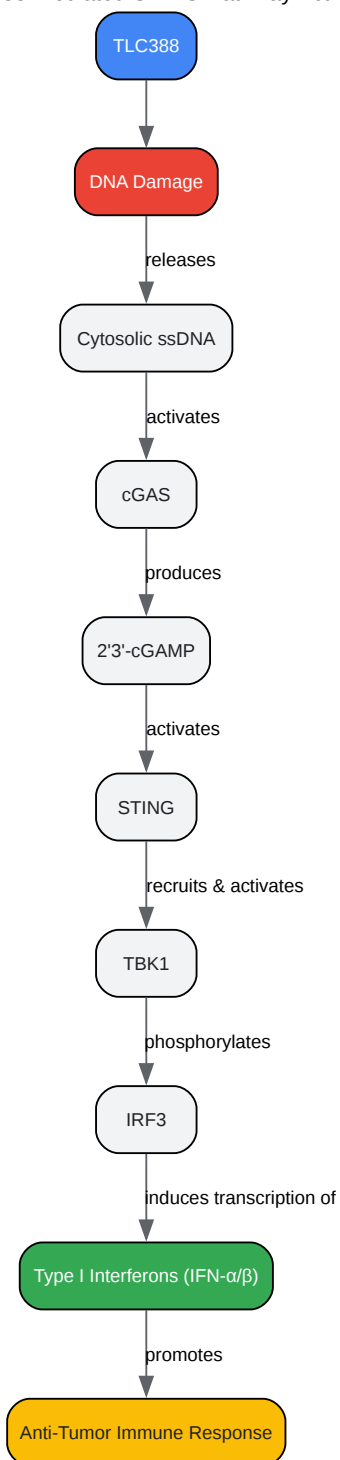 TLC388
DNA Damage
releases
Cytosolic ssDNA
activates
cGAS
produces
2'3'-cGAMP
activates
STING
recruits & activates
TBK1
phosphorylates
IRF3
induces transcription of
Type I Interferons (IFN-α/β)
promotes
Anti-Tumor Immune Response